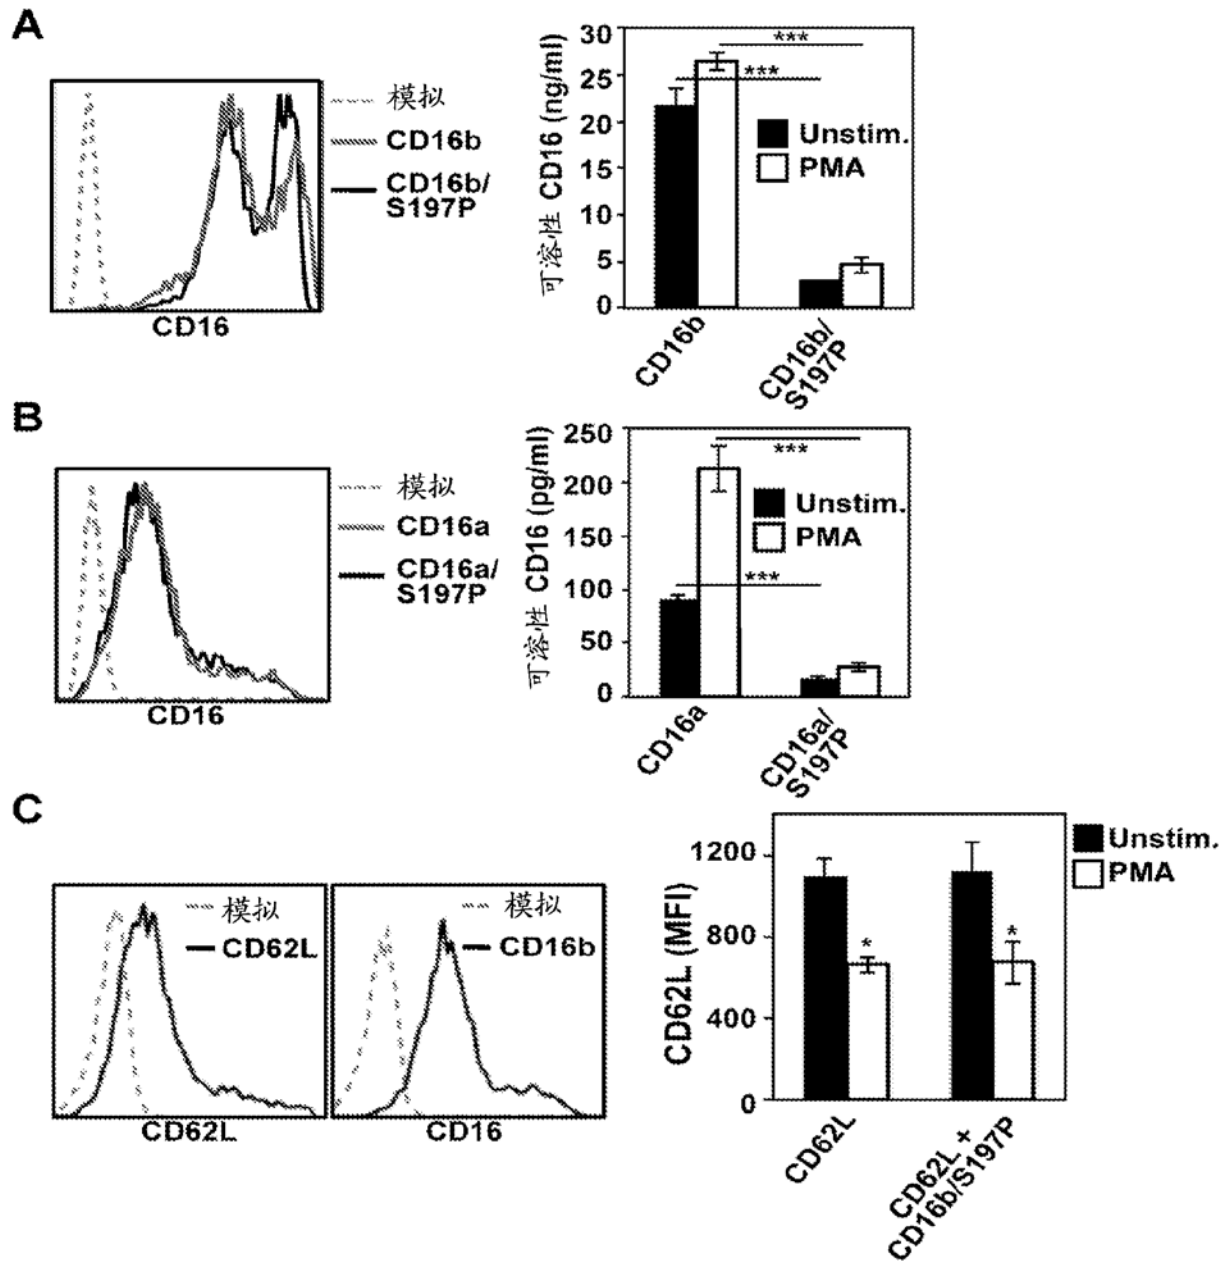 A
模拟
CD16b
CD16b/
S197P
CD16
可溶性 CD16 (ng/ml)
30
25
20
15
10
5
0
***
***
Unstim.
PMA
CD16b
CD16b/
S197P
B
模拟
CD16a
CD16a/
S197P
CD16
可溶性 CD16 (pg/ml)
250
200
150
100
50
0
***
***
Unstim.
PMA
CD16a
CD16a/
S197P
C
模拟
CD62L
CD62L
模拟
CD16b
CD16
CD62L (MFI)
1200
800
400
0
*
*
Unstim.
PMA
CD62L
CD62L +
CD16b/S197P